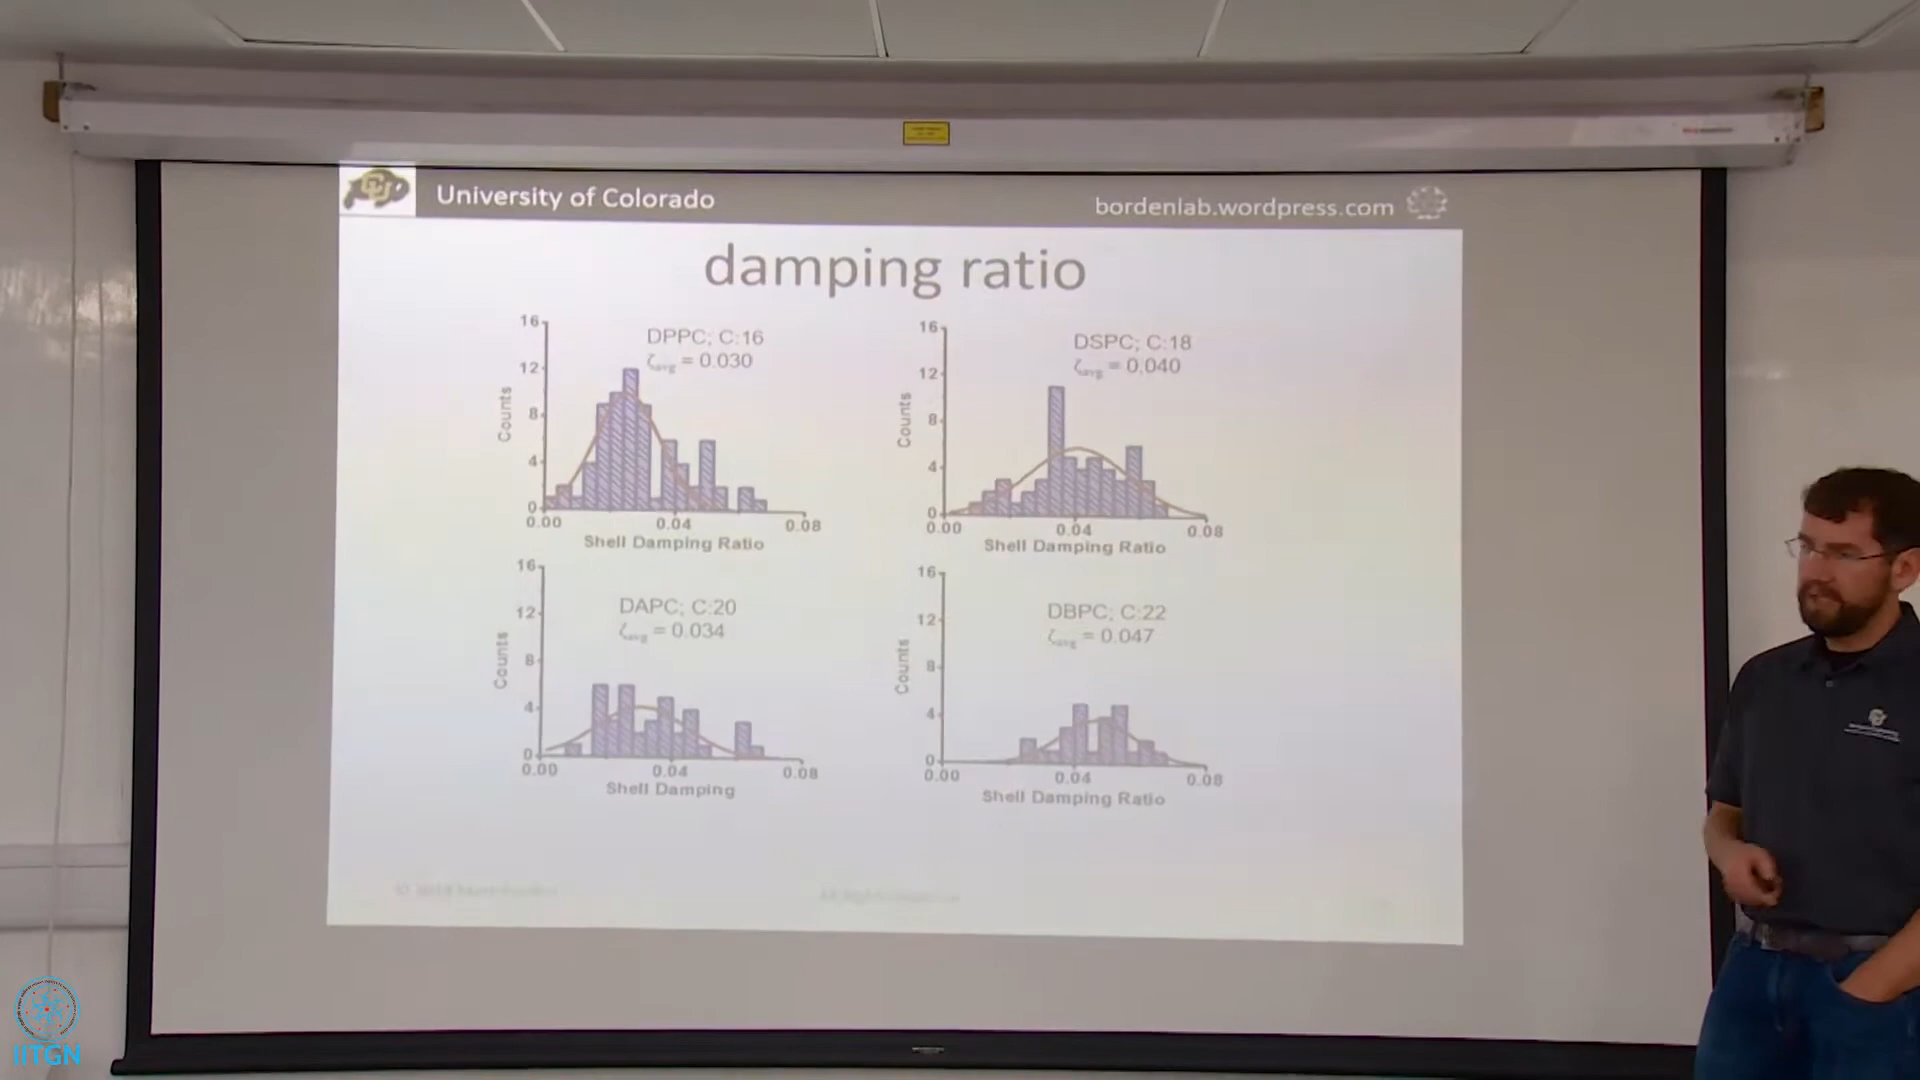 CU
University of Colorado
bordenlab.wordpress.com
damping ratio
16
12
8
4
0
Counts
DPPC; C:16
ζavg = 0.030
0.00
0.04
0.08
Shell Damping Ratio
16
12
8
4
0
Counts
DSPC; C:18
ζavg = 0.040
0.00
0.04
0.08
Shell Damping Ratio
16
12
8
4
0
Counts
DAPC; C:20
ζavg = 0.034
0.00
0.04
0.08
Shell Damping
16
12
8
4
0
Counts
DBPC; C:22
ζavg = 0.047
0.00
0.04
0.08
Shell Damping Ratio
IITGN